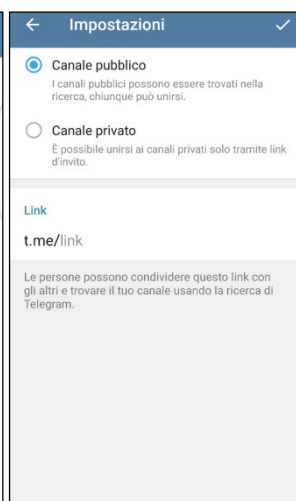 Impostazioni
Canale pubblico
I canali pubblici possono essere trovati nella
ricerca, chiunque può unirsi.
Canale privato
È possibile unirsi ai canali privati solo tramite link
d'invito.
Link
t.me/link
Le persone possono condividere questo link con
gli altri e trovare il tuo canale usando la ricerca di
Telegram.